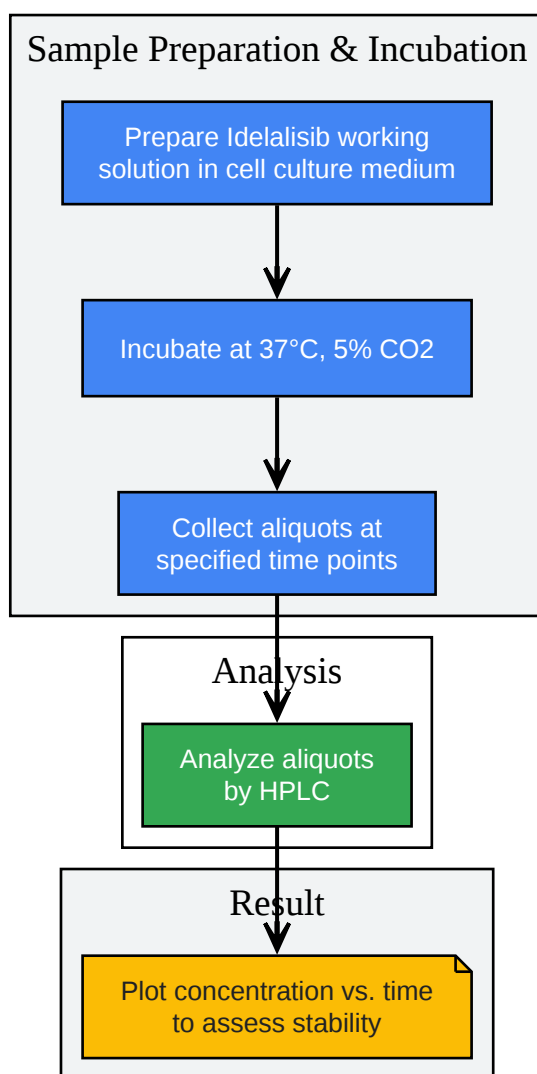 Sample Preparation & Incubation
Prepare Idelalisib working
solution in cell culture medium
Incubate at 37°C, 5% CO2
Collect aliquots at
specified time points
Analysis
Analyze aliquots
by HPLC
Result
Plot concentration vs. time
to assess stability